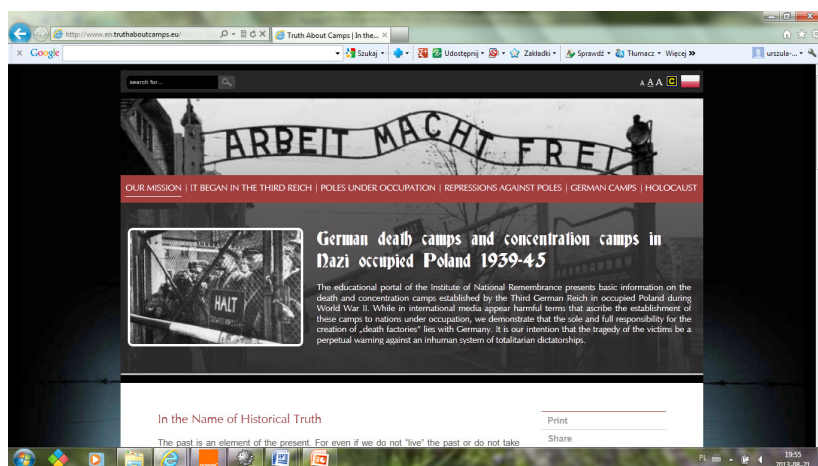 http://www.en.truthaboutcamps.eu/
Truth About Camps | In the...
Google
Szukaj
Udostępnij
Zakładki
Sprawdź
Tłumacz
Więcej »
urszula-...
search for...
A A A C
ARBEIT MACHT FREI
OUR MISSION | IT BEGAN IN THE THIRD REICH | POLES UNDER OCCUPATION | REPRESSIONS AGAINST POLES | GERMAN CAMPS | HOLOCAUST
HALT
German death camps and concentration camps in
Nazi occupied Poland 1939-45
The educational portal of the Institute of National Remembrance presents basic information on the
death and concentration camps established by the Third German Reich in occupied Poland during
World War II. While in international media appear harmful terms that ascribe the establishment of
these camps to nations under occupation, we demonstrate that the sole and full responsibility for the
creation of „death factories" lies with Germany. It is our intention that the tragedy of the victims be a
perpetual warning against an inhuman system of totalitarian dictatorships.
In the Name of Historical Truth
The past is an element of the present. For even if we do not "live" the past or do not take
Print
Share
PL
19:55
2013-08-21